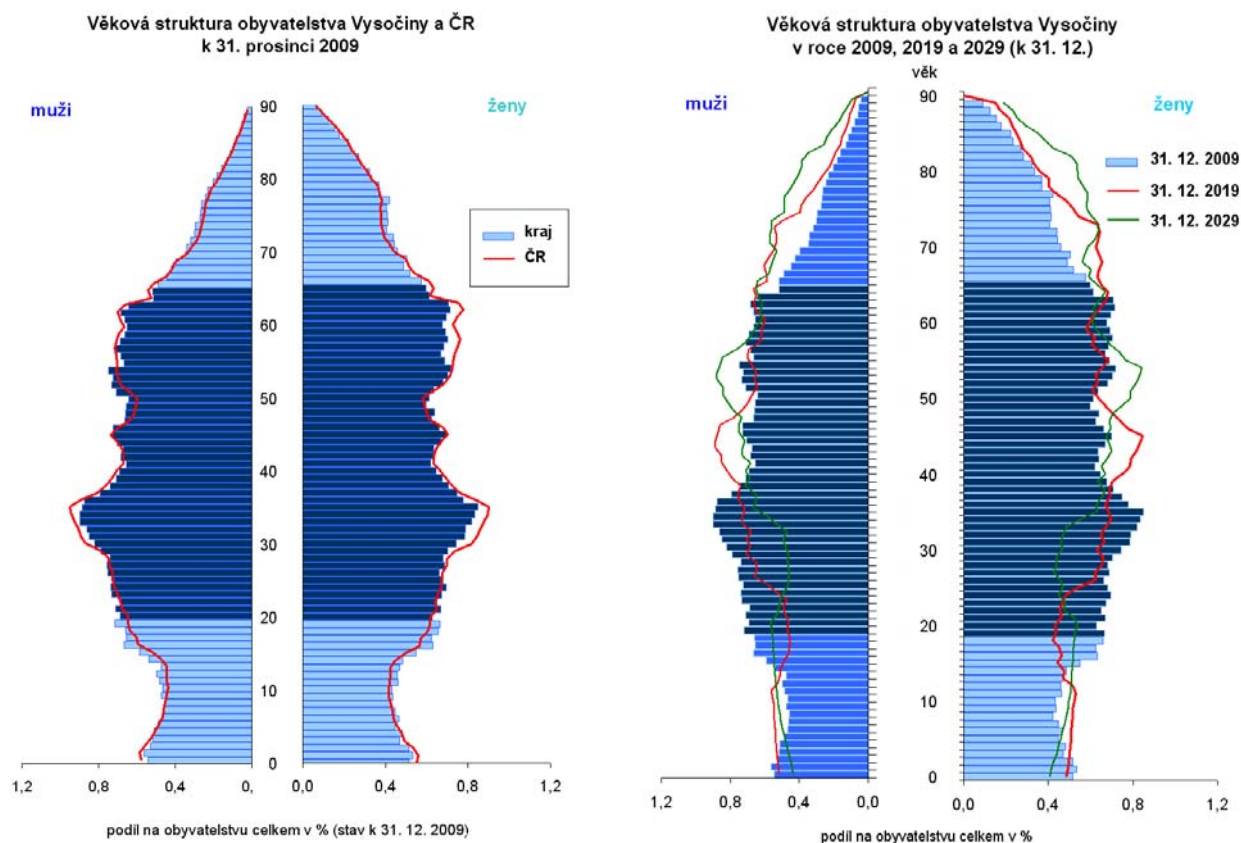 Věková struktura obyvatelstva Vysočiny a ČR
k 31. prosinci 2009
muži
ženy
90
80
70
60
50
40
30
20
10
0
kraj
ČR
1,2
0,8
0,4
0,0
0,0
0,4
0,8
1,2
podíl na obyvatelstvu celkem v % (stav k 31. 12. 2009)
Věková struktura obyvatelstva Vysočiny
v roce 2009, 2019 a 2029 (k 31. 12.)
věk
muži
ženy
90
80
70
60
50
40
30
20
10
0
31. 12. 2009
31. 12. 2019
31. 12. 2029
1,2
0,8
0,4
0,0
0,0
0,4
0,8
1,2
podíl na obyvatelstvu celkem v %